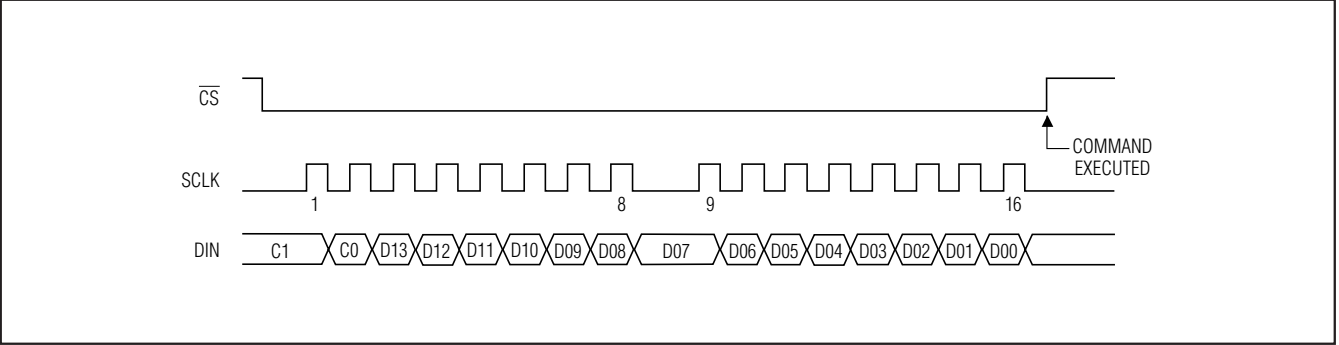 CS
COMMAND
EXECUTED
SCLK
1 8 9 16
DIN C1 C0 D13 D12 D11 D10 D09 D08 D07 D06 D05 D04 D03 D02 D01 D00